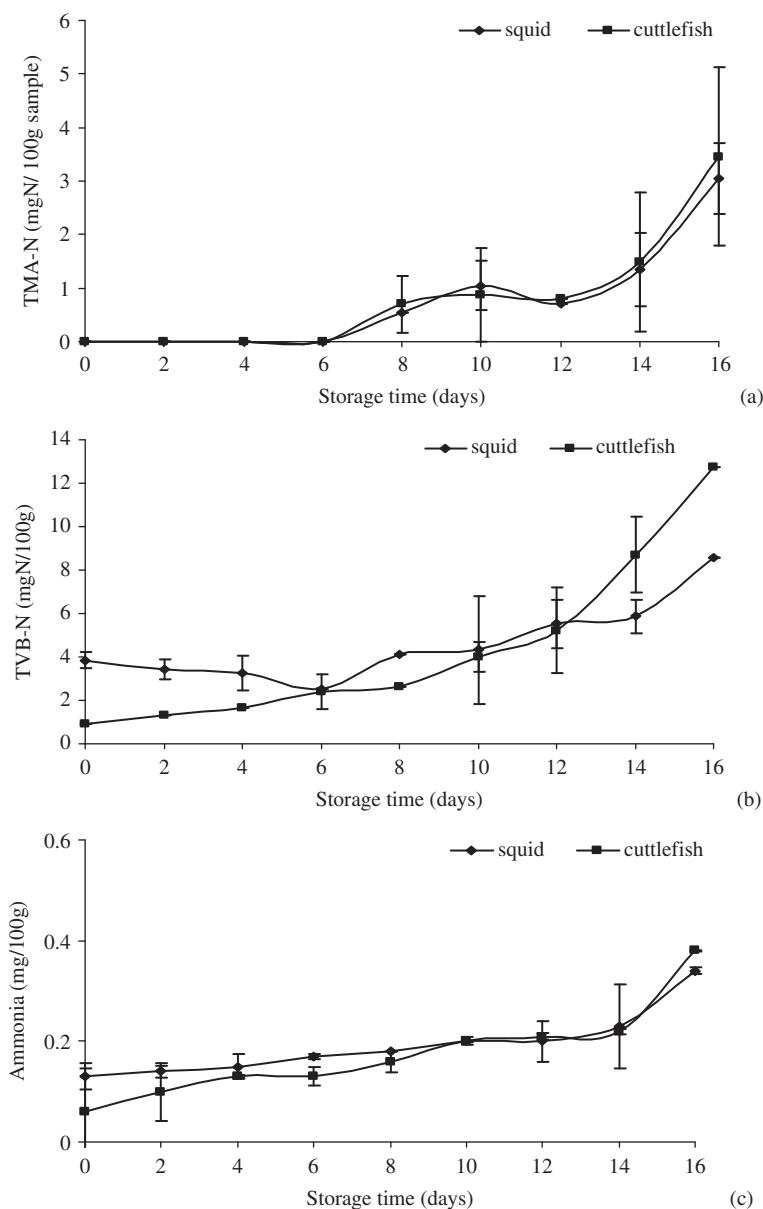 squid cuttlefish
TMA-N (mgN/ 100g sample)
6
5
4
3
2
1
0
0 2 4 6 8 10 12 14 16
Storage time (days)
(a)
squid cuttlefish
TVB-N (mgN/100g)
14
12
10
8
6
4
2
0
0 2 4 6 8 10 12 14 16
Storage time (days)
(b)
squid cuttlefish
Ammonia (mg/100g)
0.6
0.4
0.2
0
0 2 4 6 8 10 12 14 16
Storage time (days)
(c)